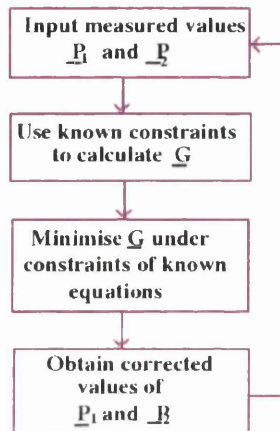 Input measured values
P₁ and P₂
Use known constraints
to calculate G
Minimise G under
constraints of known
equations
Obtain corrected
values of
P₁ and P₂